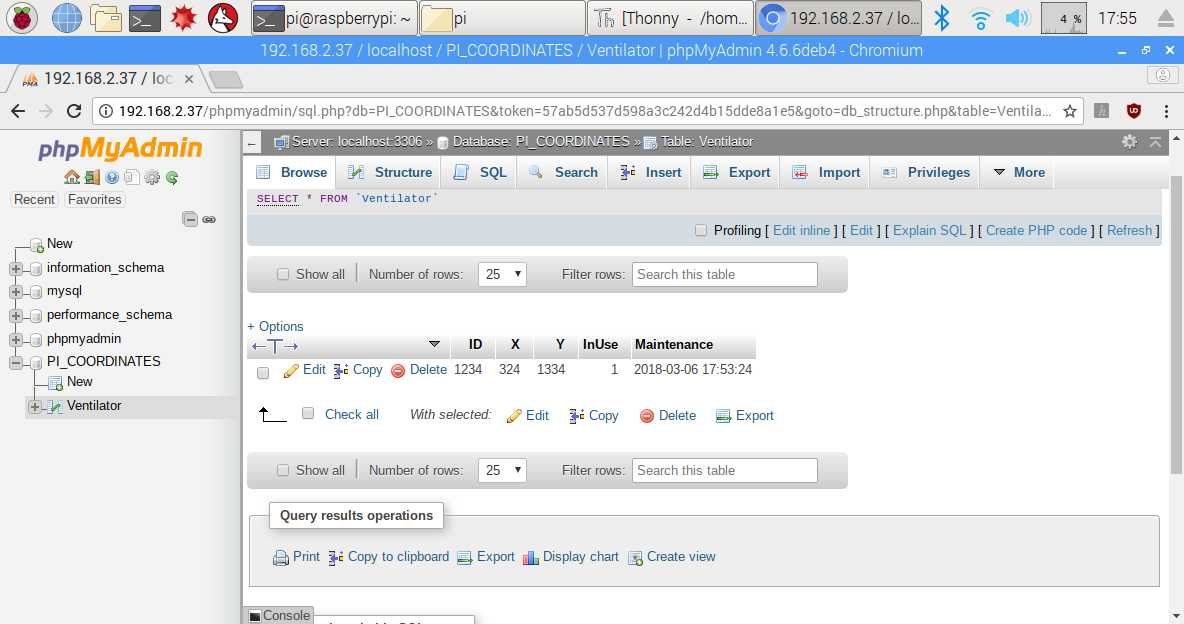 pi@raspberrypi: ~ pi [Thonny - /hom... 192.168.2.37 / lo... 4 % 17:55
192.168.2.37 / localhost / PI_COORDINATES / Ventilator | phpMyAdmin 4.6.6deb4 - Chromium
PMA 192.168.2.37 / loc
192.168.2.37/phpmyadmin/sql.php?db=PI_COORDINATES&token=57ab5d537d598a3c242d4b15dde8a1e5&goto=db_structure.php&table=Ventila...
phpMyAdmin
Recent Favorites
New
information_schema
mysql
performance_schema
phpmyadmin
PI_COORDINATES
New
Ventilator
Server: localhost:3306 » Database: PI_COORDINATES » Table: Ventilator
Browse Structure SQL Search Insert Export Import Privileges More
SELECT * FROM `Ventilator`
Profiling [ Edit inline ] [ Edit ] [ Explain SQL ] [ Create PHP code ] [ Refresh ]
Show all Number of rows: 25 Filter rows: Search this table
+ Options
←T→ ID X Y InUse Maintenance
Edit Copy Delete 1234 324 1334 1 2018-03-06 17:53:24
Check all With selected: Edit Copy Delete Export
Show all Number of rows: 25 Filter rows: Search this table
Query results operations
Print Copy to clipboard Export Display chart Create view
Console